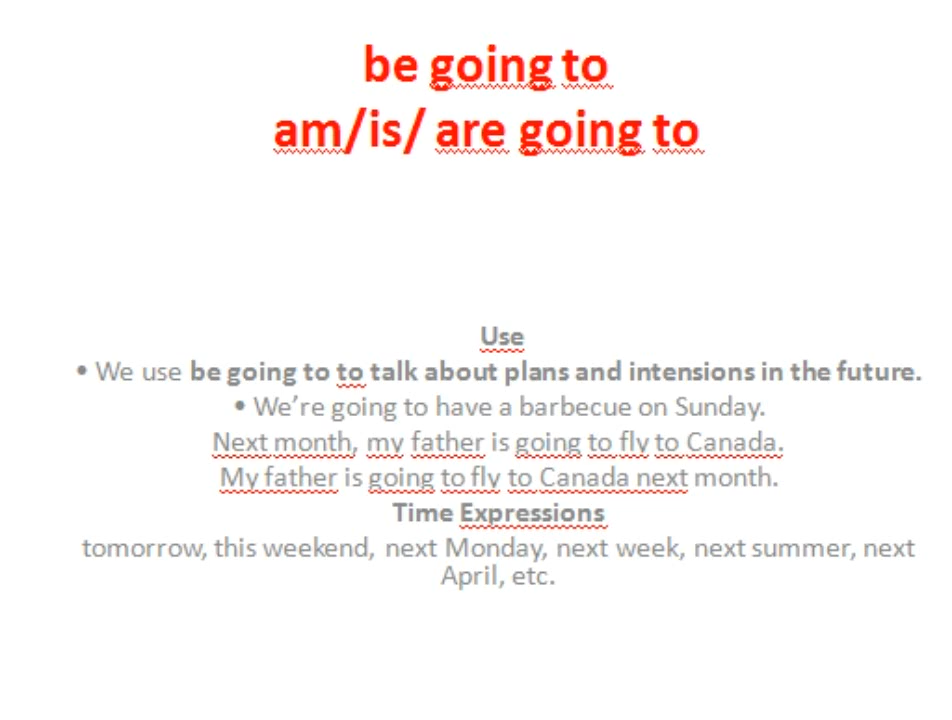 be going to
am/is/ are going to
Use
• We use be going to to talk about plans and intensions in the future.
• We’re going to have a barbecue on Sunday.
Next month, my father is going to fly to Canada.
My father is going to fly to Canada next month.
Time Expressions
tomorrow, this weekend, next Monday, next week, next summer, next
April, etc.